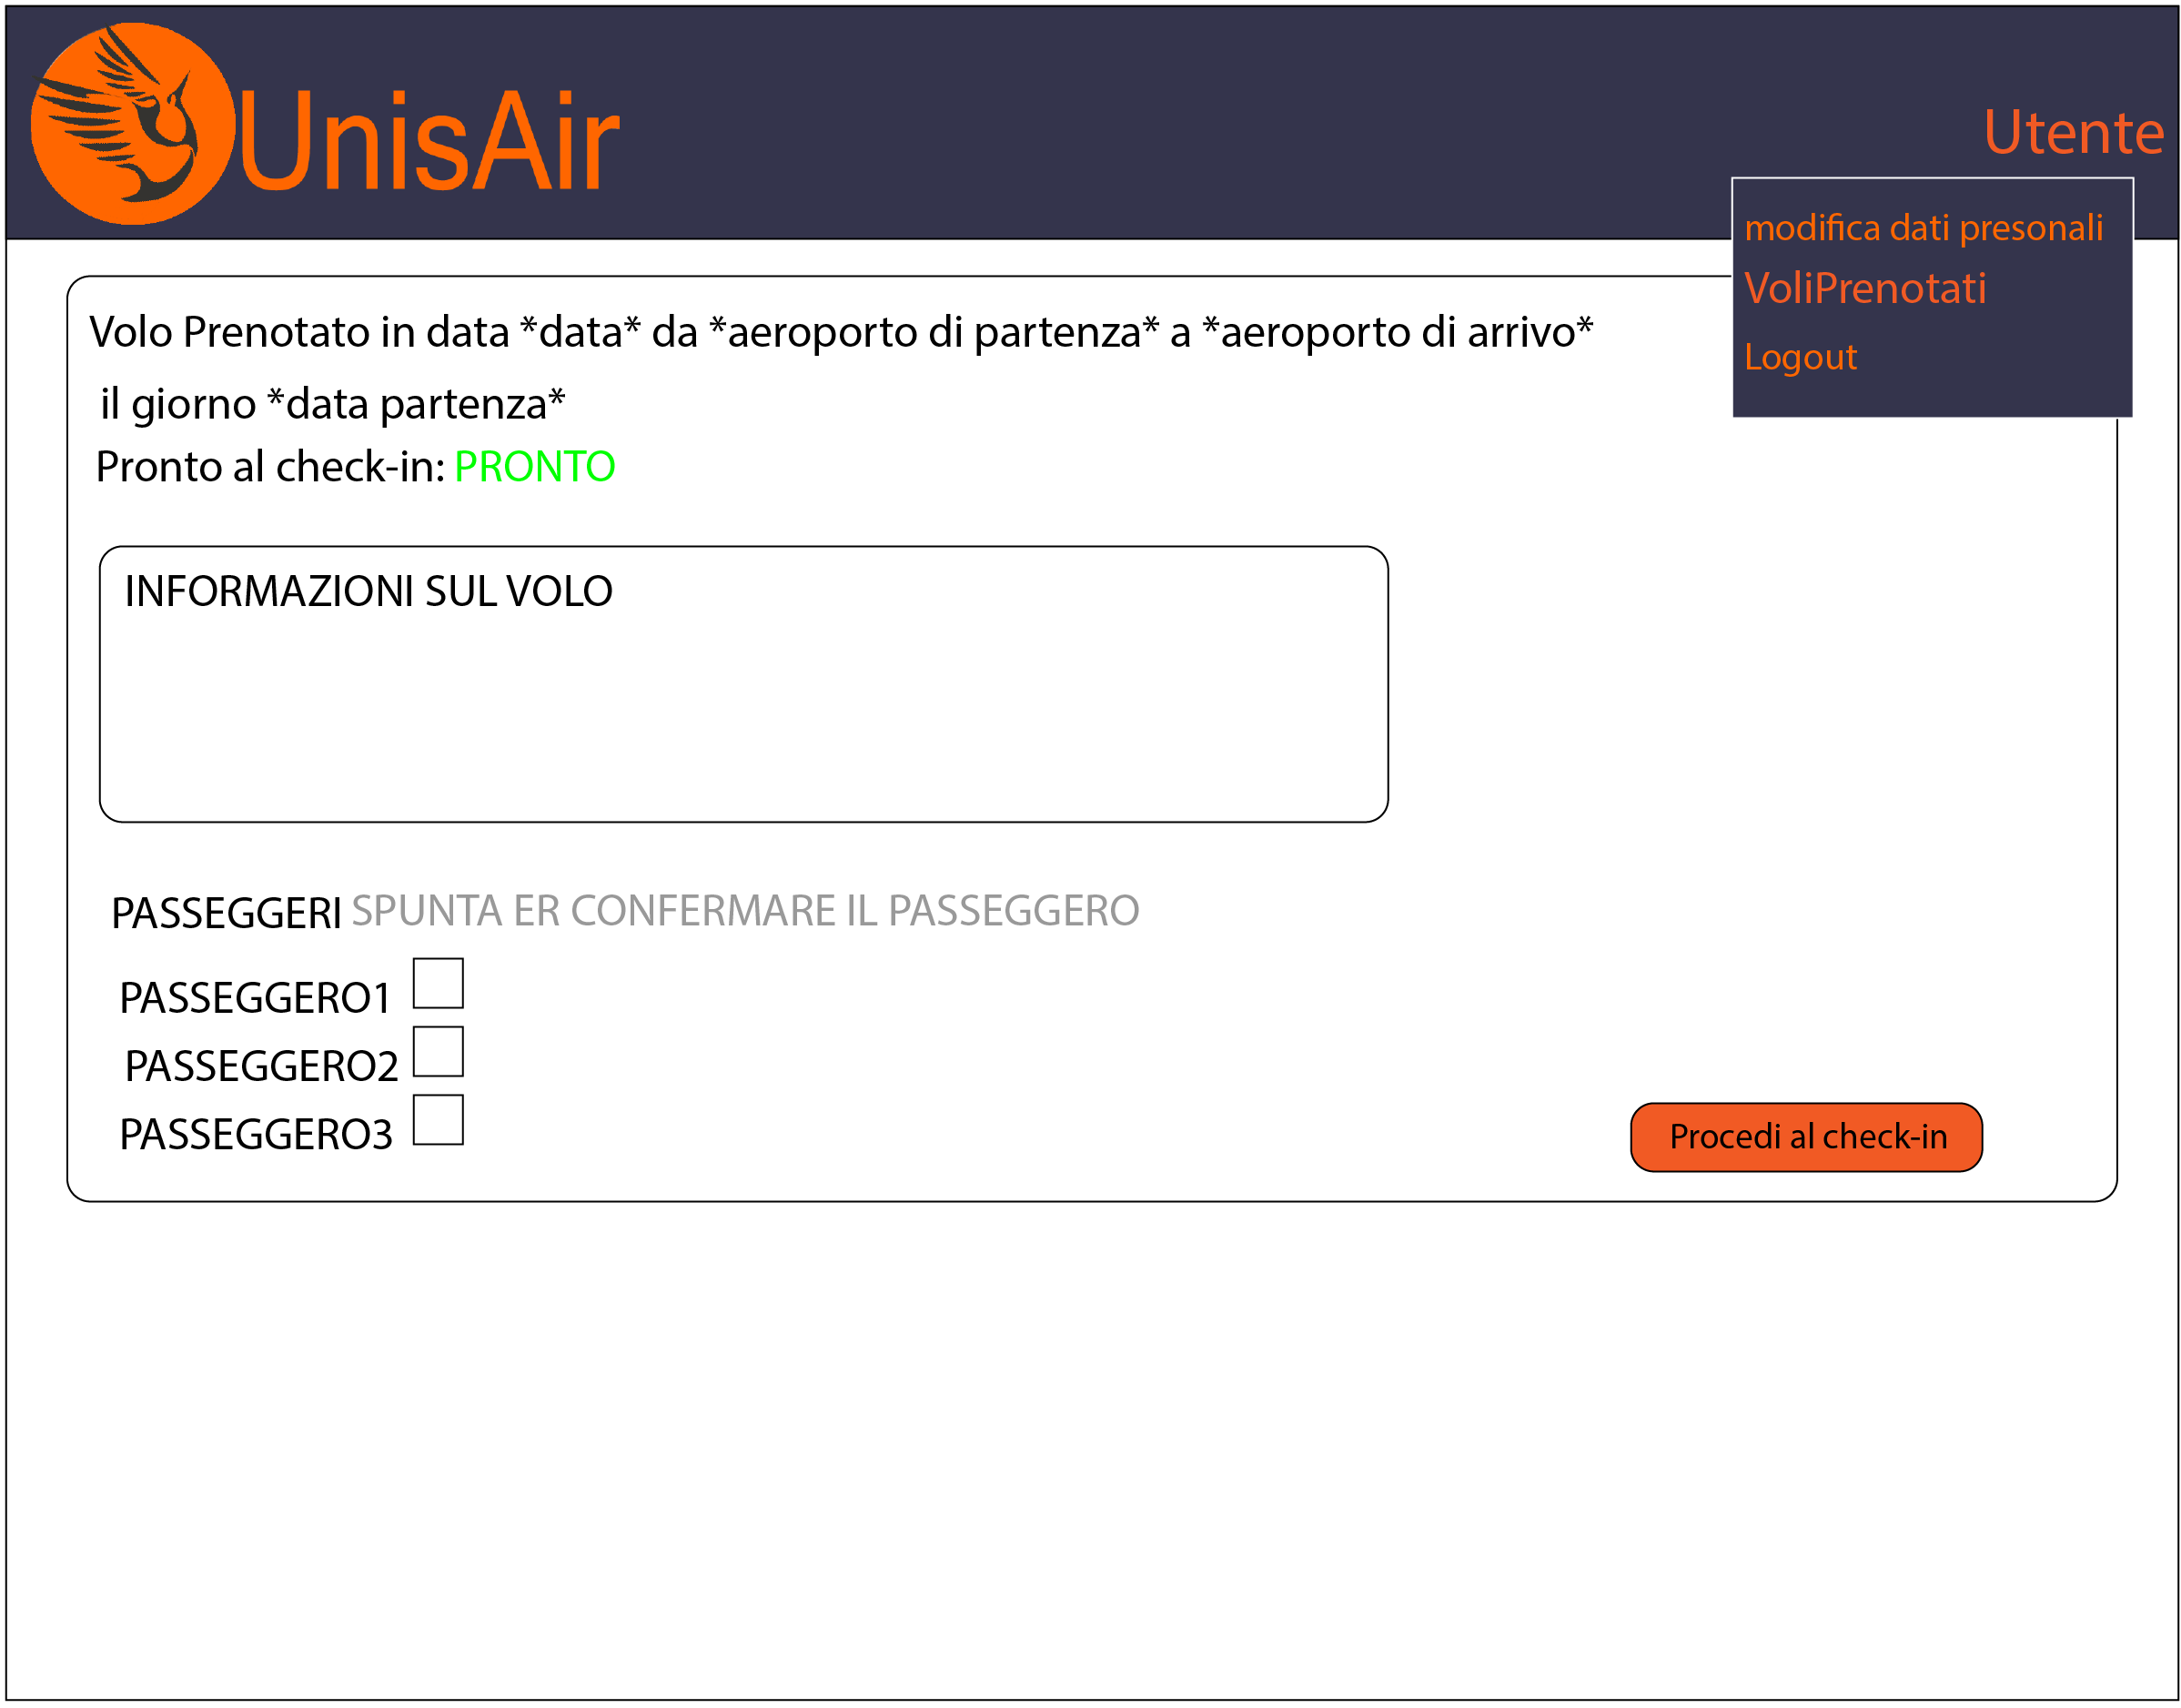 UnisAir
Utente
modifica dati presonali
VoliPrenotati
Logout
Volo Prenotato in data *data* da *aeroporto di partenza* a *aeroporto di arrivo*
il giorno *data partenza*
Pronto al check-in: PRONTO
INFORMAZIONI SUL VOLO
PASSEGGERI SPUNTA ER CONFERMARE IL PASSEGGERO
PASSEGGERO1
PASSEGGERO2
PASSEGGERO3
Procedi al check-in